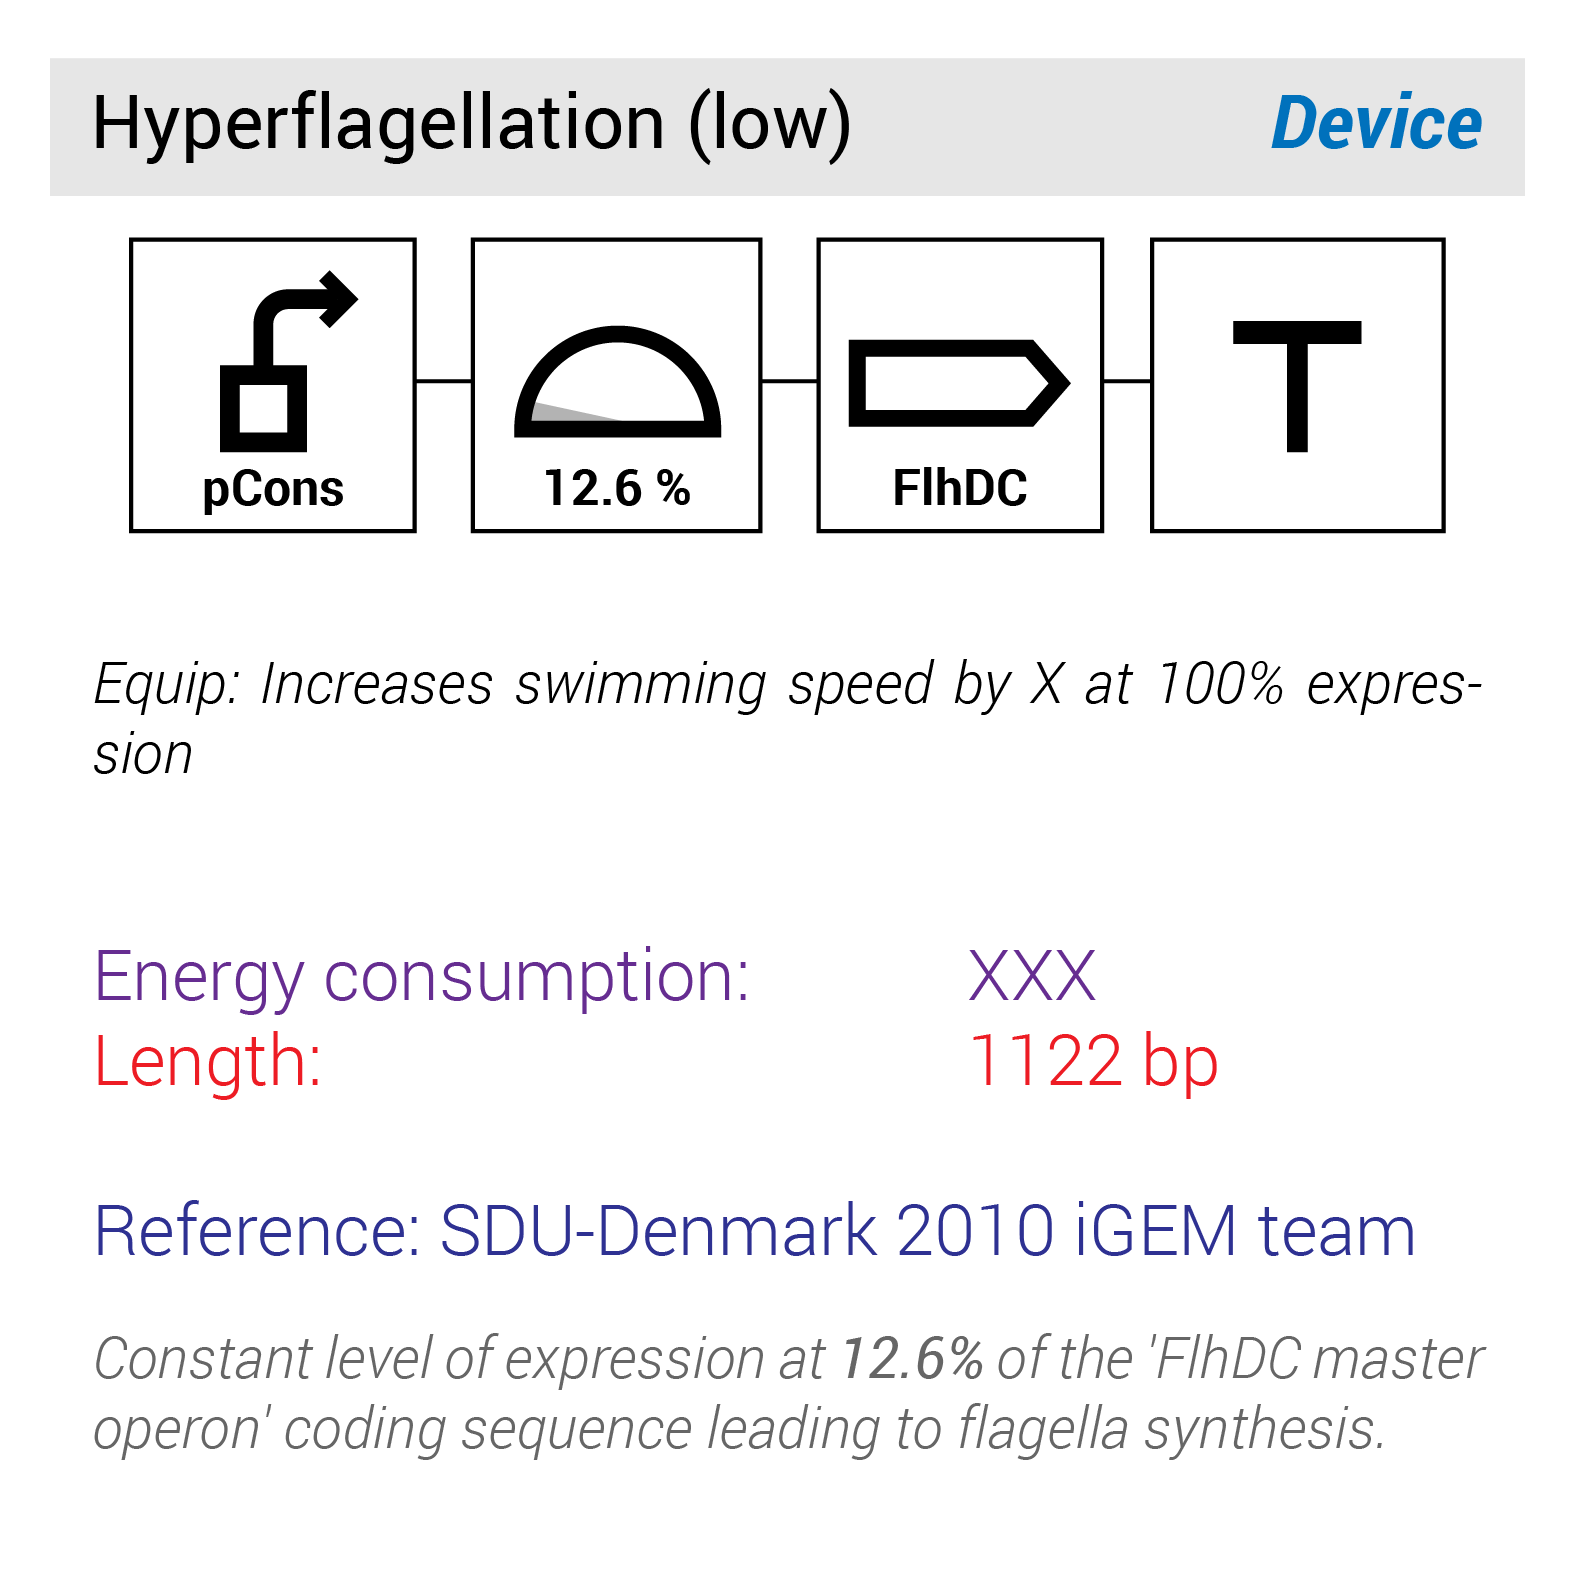 Hyperflagellation (low) Device
pCons 12.6 % FlhDC T
Equip: Increases swimming speed by X at 100% expres-
sion
Energy consumption: XXX
Length: 1122 bp
Reference: SDU-Denmark 2010 iGEM team
Constant level of expression at 12.6% of the 'FlhDC master
operon' coding sequence leading to flagella synthesis.